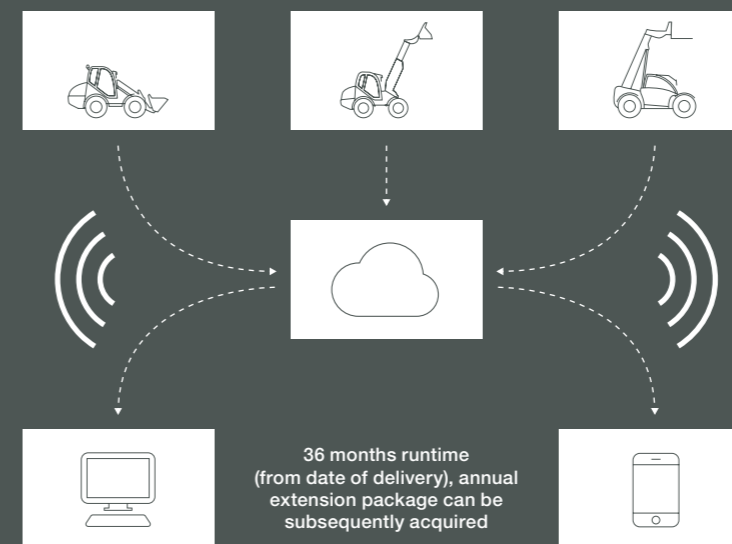 36 months runtime
(from date of delivery), annual
extension package can be
subsequently acquired